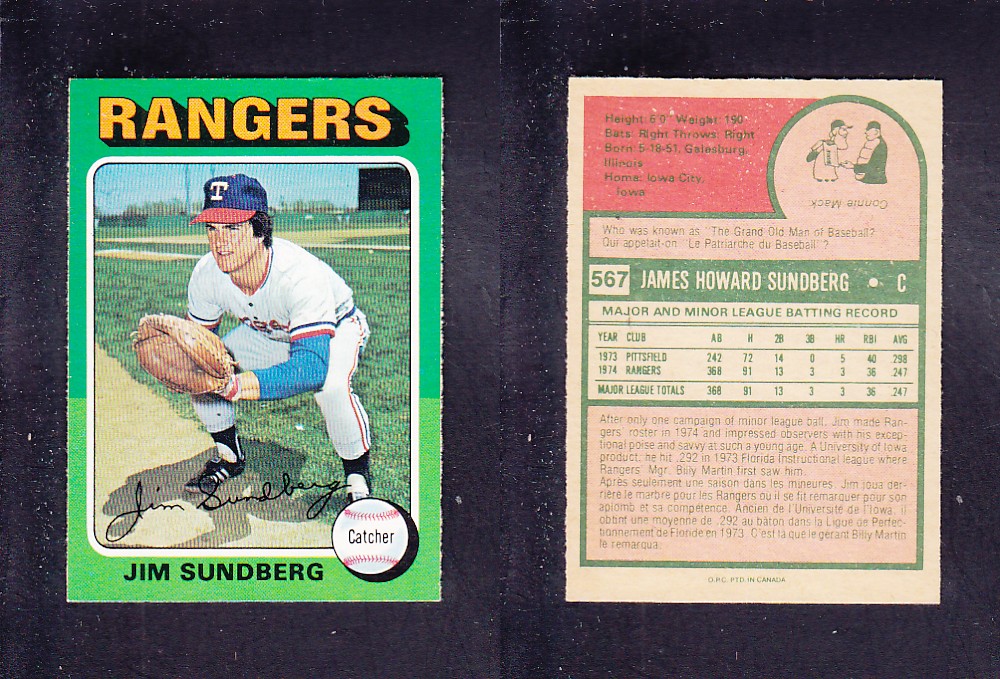 RANGERS
T
Jim Sundberg
Catcher
JIM SUNDBERG
Height: 6'0" Weight: 190
Bats: Right Throws: Right
Born: 5-18-51, Galesburg,
Illinois
Home: Iowa City,
Iowa
Connie Mack
Who was known as "The Grand Old Man of Baseball?
Qui appelait-on "Le Patriarche du Baseball"?
567 JAMES HOWARD SUNDBERG • C
MAJOR AND MINOR LEAGUE BATTING RECORD
YEAR CLUB AB H 2B 3B HR RBI AVG
1973 PITTSFIELD 242 72 14 0 5 40 .298
1974 RANGERS 368 91 13 3 3 36 .247
MAJOR LEAGUE TOTALS 368 91 13 3 3 36 .247
After only one campaign of minor league ball, Jim made Ran-
gers' roster in 1974 and impressed observers with his excep-
tional poise and savvy at such a young age. A University of Iowa
product, he hit .292 in 1973 Florida Instructional league where
Rangers' Mgr. Billy Martin first saw him.
Après seulement une saison dans les mineures, Jim joua der-
rière le marbre pour les Rangers où il se fit remarquer pour son
aplomb et sa compétence. Ancien de l'Université de l'Iowa, il
obtint une moyenne de .292 au bâton dans la Ligue de Perfec-
tionnement de Floride en 1973. C'est là que le gérant Billy Martin
le remarqua.
O.P.C. PTD. IN CANADA